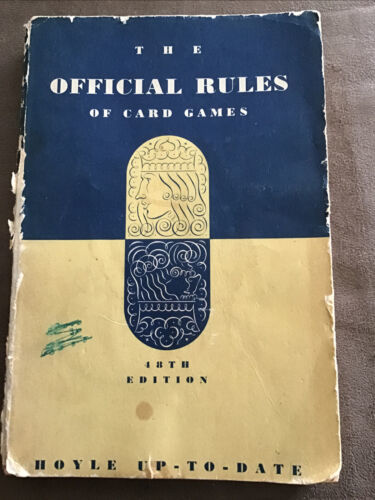 THE
OFFICIAL RULES
OF CARD GAMES
48TH
EDITION
HOYLE UP-TO-DATE